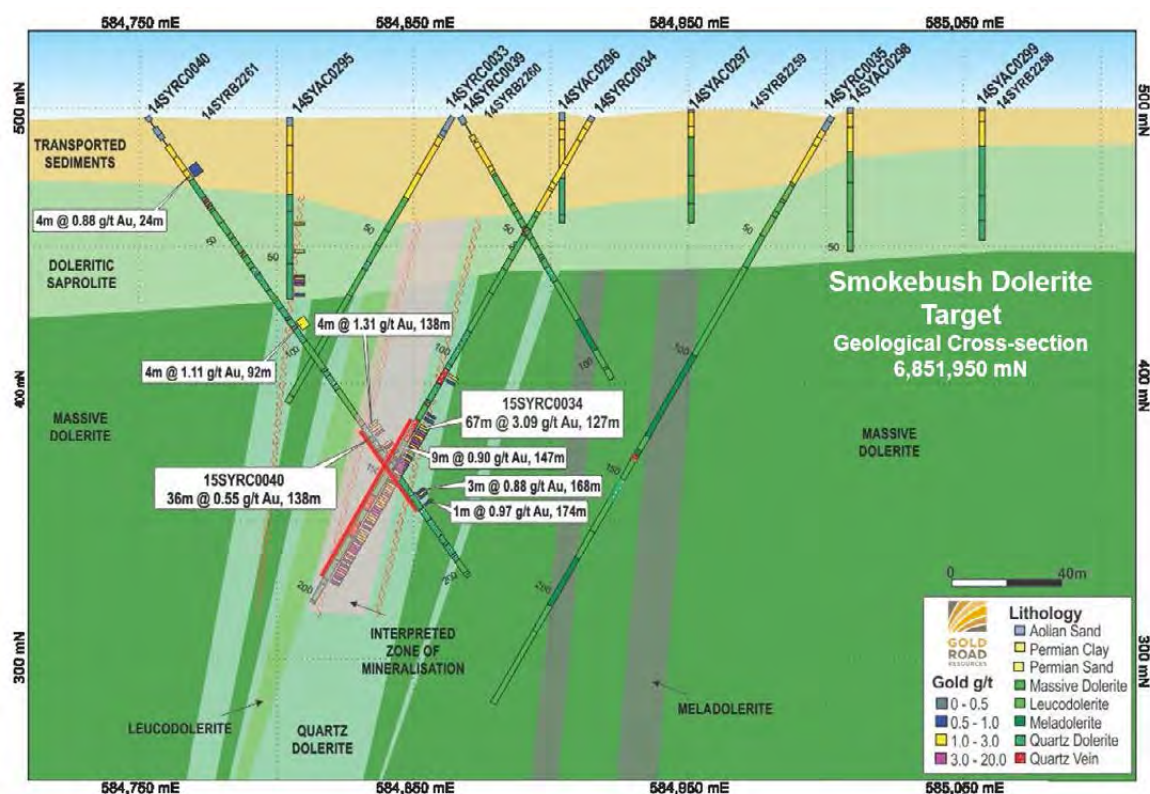 584,750 mE
584,850 mE
584,950 mE
585,050 mE
14SYRC0040
14SYRB2261
14SYAC0295
14SYRC0033
14SYRC0039
14SYRB2260
14SYAC0296
14SYRC0034
14SYAC0297
14SYRB2259
14SYRC0035
14SYAC0298
14SYAC0299
14SYRB2258
500 mN
500 mN
TRANSPORTED
SEDIMENTS
4m @ 0.88 g/t Au, 24m
50
50
50
50
50
50
DOLERITIC
SAPROLITE
Smokebush Dolerite
Target
Geological Cross-section
6,851,950 mN
4m @ 1.31 g/t Au, 138m
100
100
100
100
4m @ 1.11 g/t Au, 92m
400 mN
400 mN
MASSIVE
DOLERITE
15SYRC0034
67m @ 3.09 g/t Au, 127m
MASSIVE
DOLERITE
9m @ 0.90 g/t Au, 147m
150
150
15SYRC0040
36m @ 0.55 g/t Au, 138m
3m @ 0.88 g/t Au, 168m
1m @ 0.97 g/t Au, 174m
200
200
200
0
40m
INTERPRETED
ZONE OF
MINERALISATION
300 mN
300 mN
LEUCODOLERITE
QUARTZ
DOLERITE
MELADOLERITE
GOLD
ROAD
RESOURCES
Gold g/t
0 - 0.5
0.5 - 1.0
1.0 - 3.0
3.0 - 20.0
Lithology
Aolian Sand
Permian Clay
Permian Sand
Massive Dolerite
Leucodolerite
Meladolerite
Quartz Dolerite
Quartz Vein
584,750 mE
584,850 mE
584,950 mE
585,050 mE